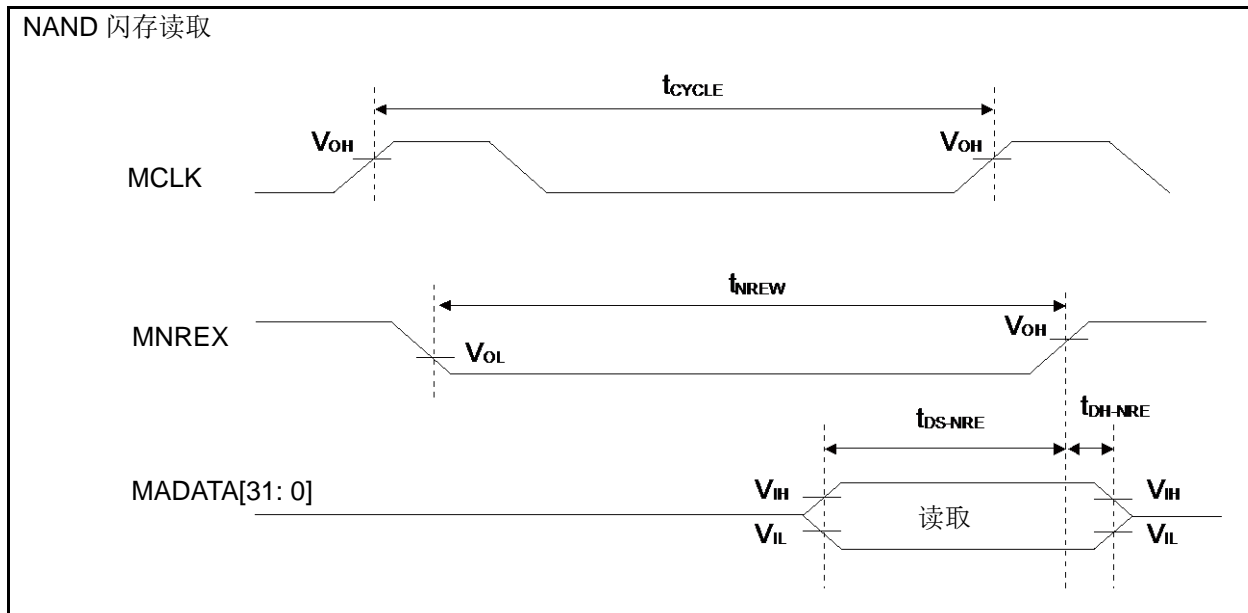 NAND 闪存读取
tCYCLE
VOH VOH
MCLK
tNREW
MNREX VOL VOH
tDS-NRE tDH-NRE
MADATA[31: 0] VIH 读取 VIH
VIL VIL